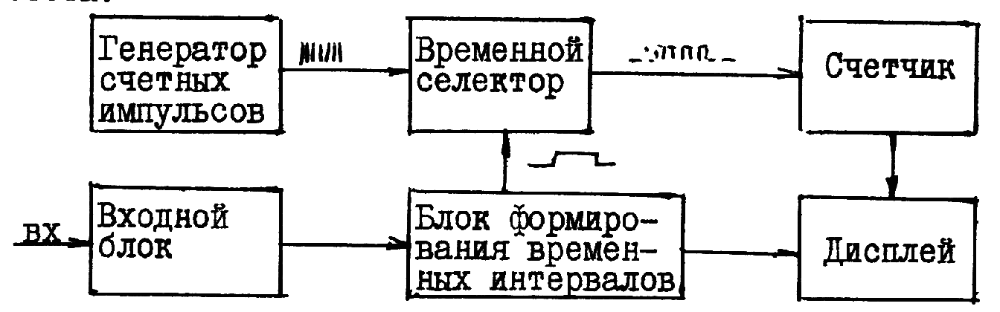 Генератор
счетных
импульсов
Временной
селектор
Счетчик
вх
Входной
блок
Блок формиро-
вания времен-
ных интервалов
Дисплей